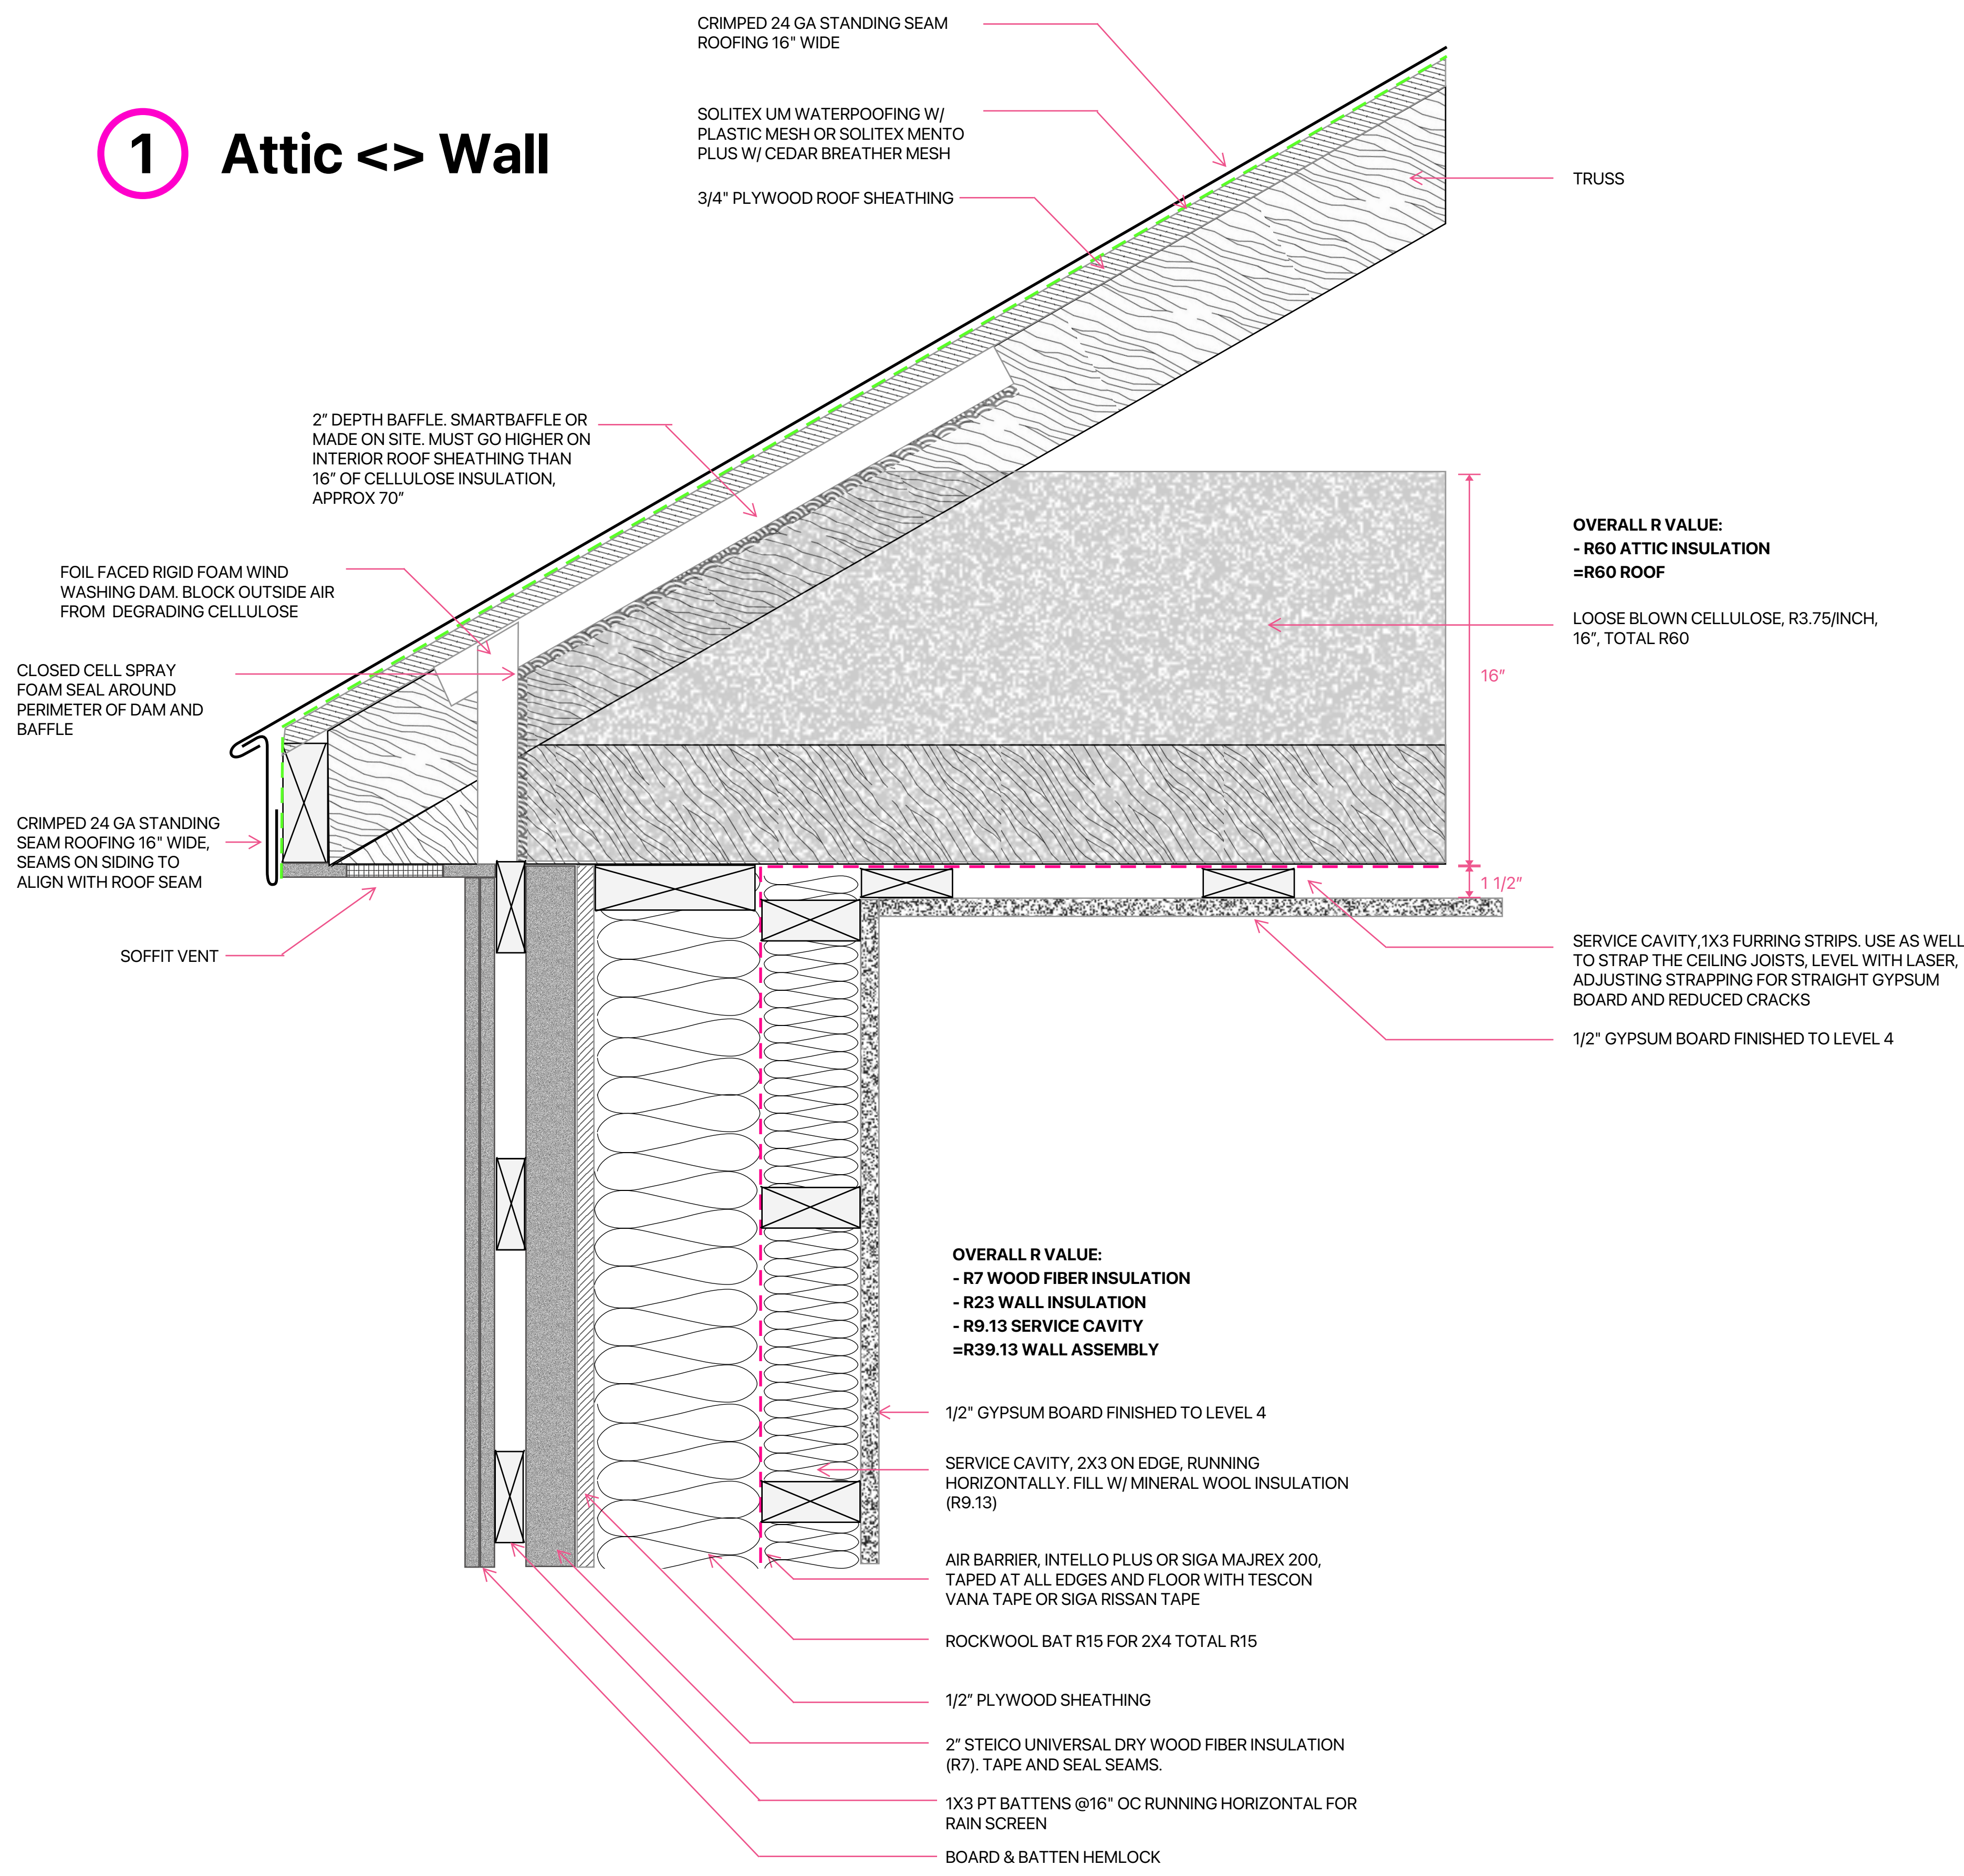 1 Attic <> Wall
CRIMPED 24 GA STANDING SEAM
ROOFING 16" WIDE
SOLITEX UM WATERPOOFING W/
PLASTIC MESH OR SOLITEX MENTO
PLUS W/ CEDAR BREATHER MESH
3/4" PLYWOOD ROOF SHEATHING
TRUSS
2” DEPTH BAFFLE. SMARTBAFFLE OR
MADE ON SITE. MUST GO HIGHER ON
INTERIOR ROOF SHEATHING THAN
16” OF CELLULOSE INSULATION,
APPROX 70”
FOIL FACED RIGID FOAM WIND
WASHING DAM. BLOCK OUTSIDE AIR
FROM DEGRADING CELLULOSE
CLOSED CELL SPRAY
FOAM SEAL AROUND
PERIMETER OF DAM AND
BAFFLE
CRIMPED 24 GA STANDING
SEAM ROOFING 16" WIDE,
SEAMS ON SIDING TO
ALIGN WITH ROOF SEAM
SOFFIT VENT
OVERALL R VALUE:
- R60 ATTIC INSULATION
=R60 ROOF
LOOSE BLOWN CELLULOSE, R3.75/INCH,
16”, TOTAL R60
16”
1 1/2”
SERVICE CAVITY,1X3 FURRING STRIPS. USE AS WELL
TO STRAP THE CEILING JOISTS, LEVEL WITH LASER,
ADJUSTING STRAPPING FOR STRAIGHT GYPSUM
BOARD AND REDUCED CRACKS
1/2" GYPSUM BOARD FINISHED TO LEVEL 4
OVERALL R VALUE:
- R7 WOOD FIBER INSULATION
- R23 WALL INSULATION
- R9.13 SERVICE CAVITY
=R39.13 WALL ASSEMBLY
1/2" GYPSUM BOARD FINISHED TO LEVEL 4
SERVICE CAVITY, 2X3 ON EDGE, RUNNING
HORIZONTALLY. FILL W/ MINERAL WOOL INSULATION
(R9.13)
AIR BARRIER, INTELLO PLUS OR SIGA MAJREX 200,
TAPED AT ALL EDGES AND FLOOR WITH TESCON
VANA TAPE OR SIGA RISSAN TAPE
ROCKWOOL BAT R15 FOR 2X4 TOTAL R15
1/2” PLYWOOD SHEATHING
2” STEICO UNIVERSAL DRY WOOD FIBER INSULATION
(R7). TAPE AND SEAL SEAMS.
1X3 PT BATTENS @16" OC RUNNING HORIZONTAL FOR
RAIN SCREEN
BOARD & BATTEN HEMLOCK